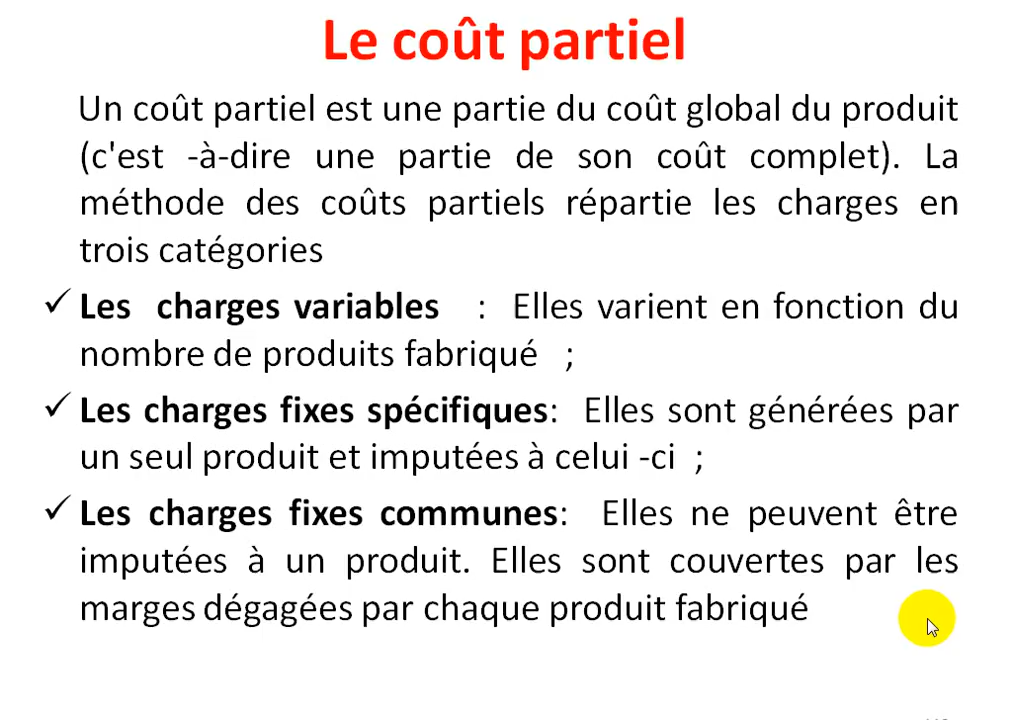 Le coût partiel
Un coût partiel est une partie du coût global du produit
(c'est -à-dire une partie de son coût complet). La
méthode des coûts partiels répartie les charges en
trois catégories
✓ Les charges variables : Elles varient en fonction du
nombre de produits fabriqué ;
✓ Les charges fixes spécifiques: Elles sont générées par
un seul produit et imputées à celui -ci ;
✓ Les charges fixes communes: Elles ne peuvent être
imputées à un produit. Elles sont couvertes par les
marges dégagées par chaque produit fabriqué